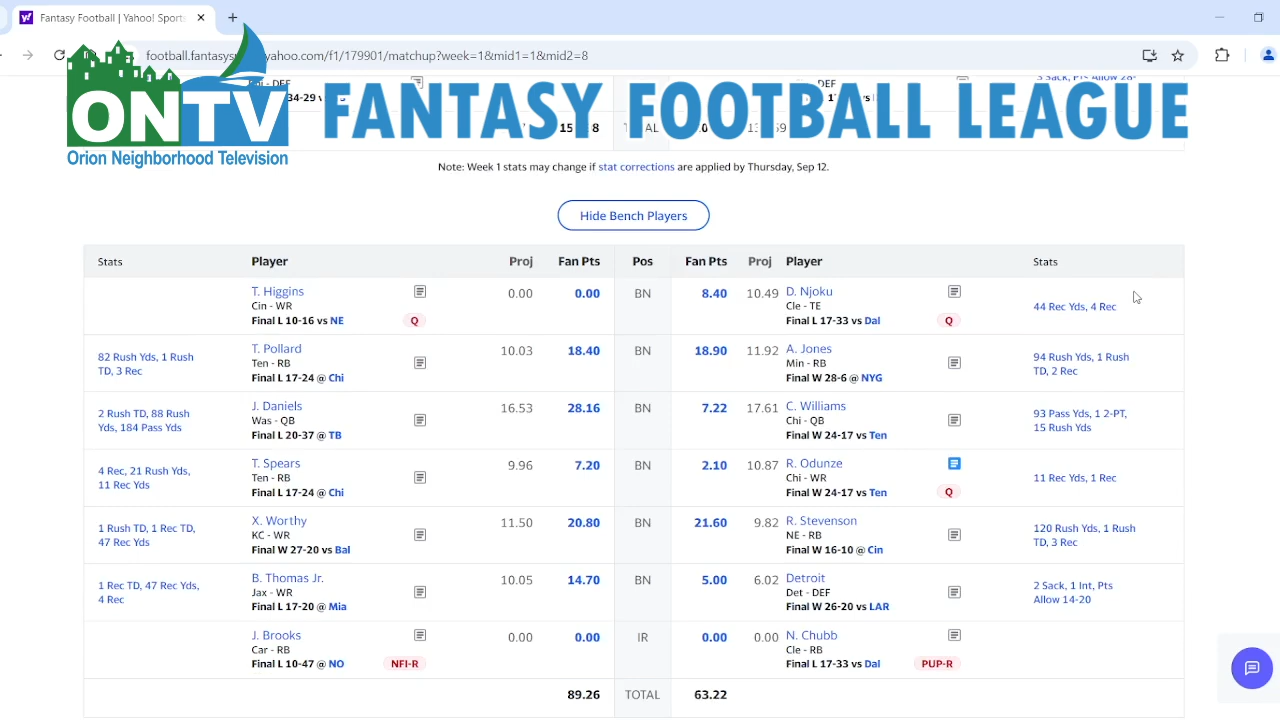 Fantasy Football | Yahoo! Sports
football.fantasys
yahoo.com/f1/179901/matchup?week=1&mid1=1&mid2=8
ONTV
Orion Neighborhood Television
FANTASY FOOTBALL LEAGUE
Note: Week 1 stats may change if stat corrections are applied by Thursday, Sep 12.
Hide Bench Players
Stats Player Proj Fan Pts Pos Fan Pts Proj Player Stats
T. Higgins 0.00 0.00 BN 8.40 10.49 D. Njoku
Cin - WR Cle - TE 44 Rec Yds, 4 Rec
Final L 10-16 vs NE Q Final L 17-33 vs Dal Q
T. Pollard 10.03 18.40 BN 18.90 11.92 A. Jones
82 Rush Yds, 1 Rush Ten - RB Min - RB 94 Rush Yds, 1 Rush
TD, 3 Rec Final L 17-24 @ Chi Final W 28-6 @ NYG TD, 2 Rec
J. Daniels 16.53 28.16 BN 7.22 17.61 C. Williams
2 Rush TD, 88 Rush Was - QB Chi - QB 93 Pass Yds, 1 2-PT,
Yds, 184 Pass Yds Final L 20-37 @ TB Final W 24-17 vs Ten 15 Rush Yds
T. Spears 9.96 7.20 BN 2.10 10.87 R. Odunze
4 Rec, 21 Rush Yds, Ten - RB Chi - WR 11 Rec Yds, 1 Rec
11 Rec Yds Final L 17-24 @ Chi Final W 24-17 vs Ten Q
X. Worthy 11.50 20.80 BN 21.60 9.82 R. Stevenson
1 Rush TD, 1 Rec TD, KC - WR NE - RB 120 Rush Yds, 1 Rush
47 Rec Yds Final W 27-20 vs Bal Final W 16-10 @ Cin TD, 3 Rec
B. Thomas Jr. 10.05 14.70 BN 5.00 6.02 Detroit
1 Rec TD, 47 Rec Yds, Jax - WR Det - DEF 2 Sack, 1 Int, Pts
4 Rec Final L 17-20 @ Mia Final W 26-20 vs LAR Allow 14-20
J. Brooks 0.00 0.00 IR 0.00 0.00 N. Chubb
Car - RB Cle - RB
Final L 10-47 @ NO NFI-R Final L 17-33 vs Dal PUP-R
89.26 TOTAL 63.22